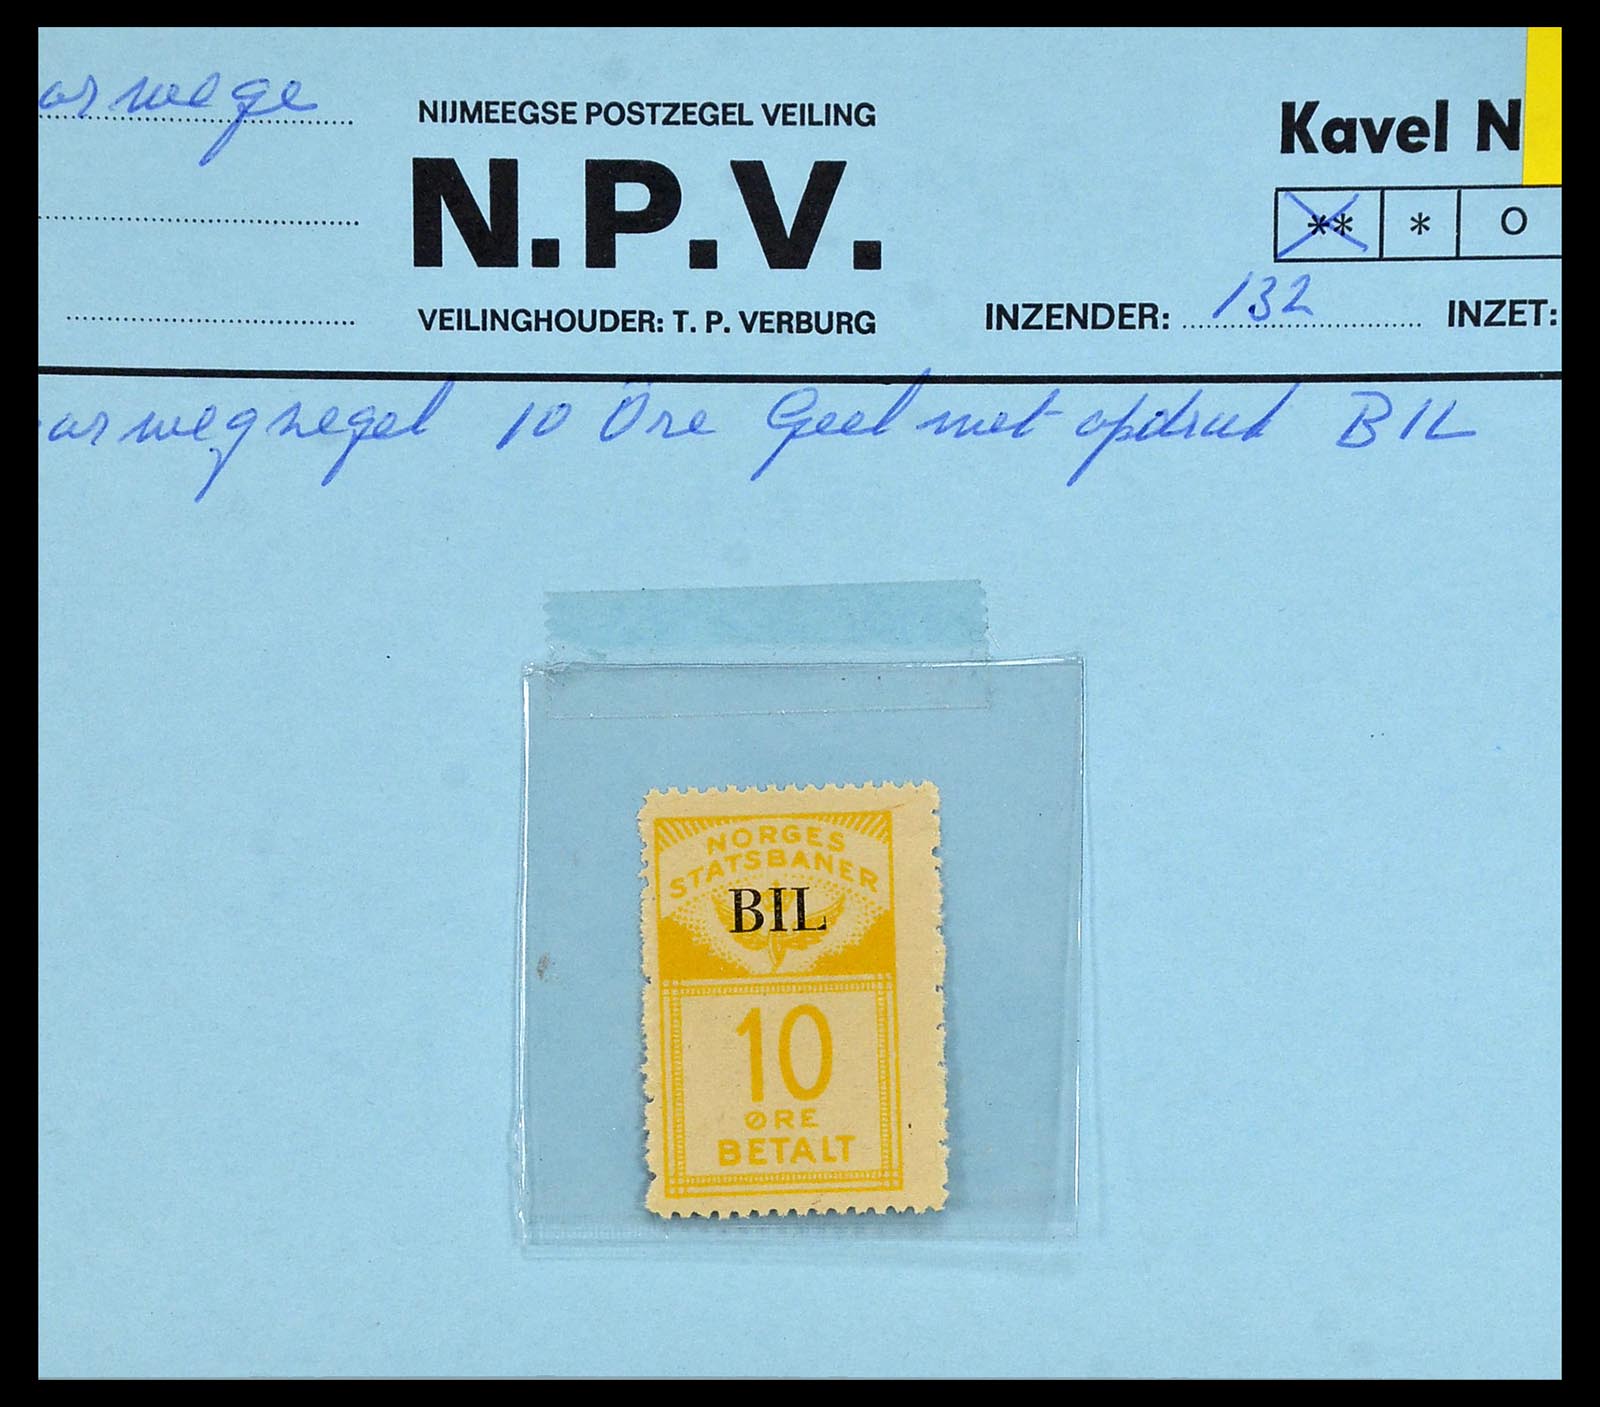 arwege
NIJMEEGSE POSTZEGEL VEILING
N.P.V.
VEILINGHOUDER: T. P. VERBURG
Kavel N
** * O
INZENDER: 132 INZET:
10 Öre Geel met opdruk BIL
NORGES
STATSBANER
BIL
10
ØRE
BETALT